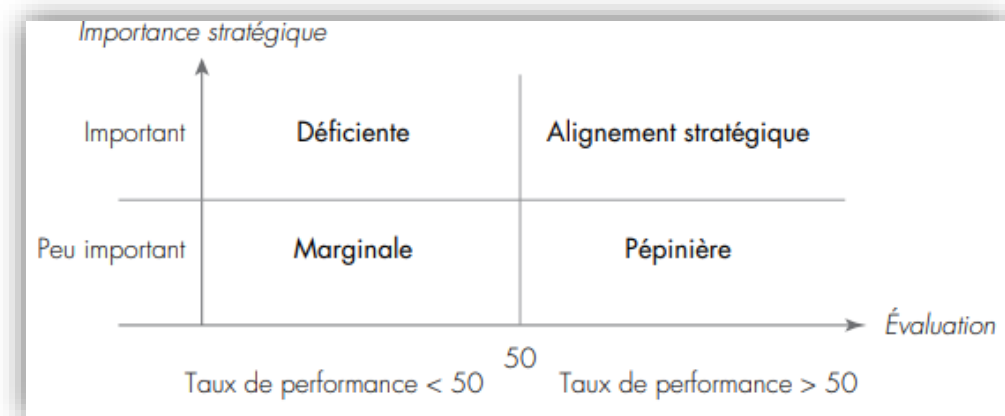 Importance stratégique
Important
Déficiente
Alignement stratégique
Peu important
Marginale
Pépinière
Évaluation
50
Taux de performance < 50
Taux de performance > 50